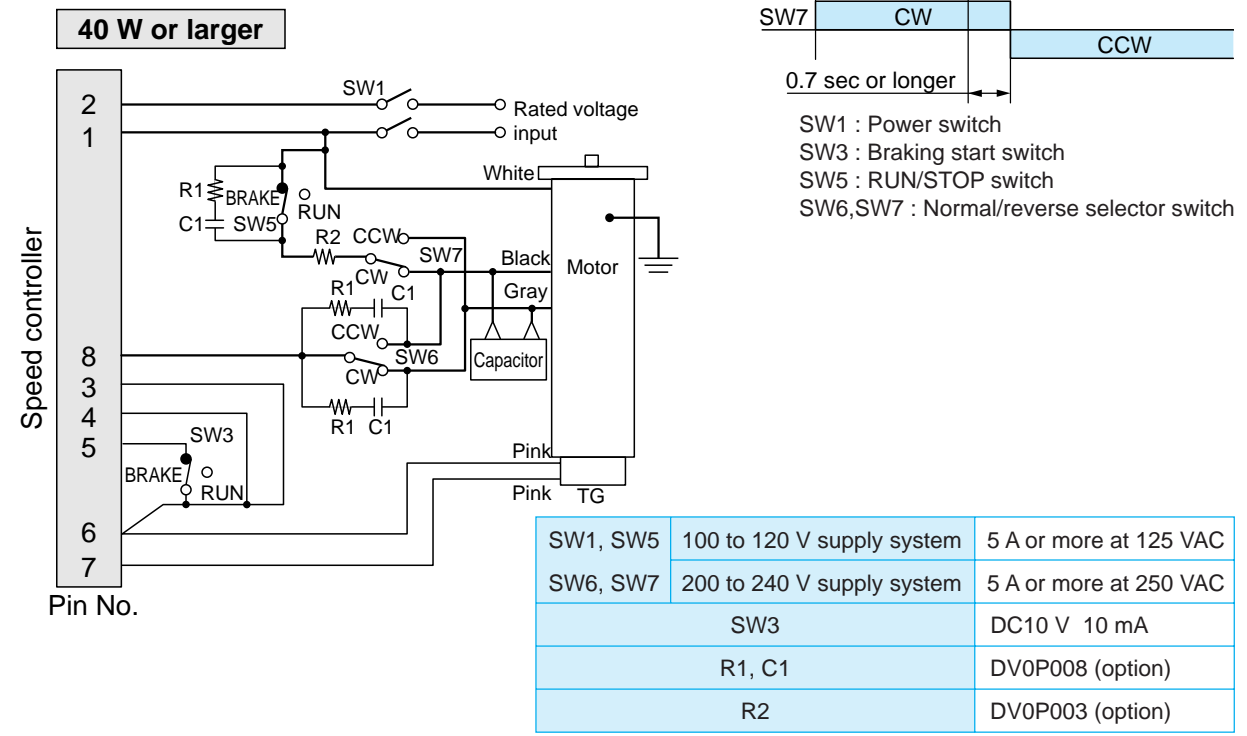 40 W or larger
SW7
CW
CCW
0.7 sec or longer
SW1 : Power switch
SW3 : Braking start switch
SW5 : RUN/STOP switch
SW6,SW7 : Normal/reverse selector switch
Speed controller
2
1
8
3
4
5
6
7
Pin No.
SW1
Rated voltage
input
White
R1
BRAKE
RUN
C1
SW5
R2
CCW
SW7
CW
Black
Motor
R1
C1
Gray
CCW
SW6
CW
Capacitor
R1
C1
SW3
BRAKE
RUN
Pink
Pink
TG
SW1, SW5 100 to 120 V supply system 5 A or more at 125 VAC
SW6, SW7 200 to 240 V supply system 5 A or more at 250 VAC
SW3 DC10 V 10 mA
R1, C1 DV0P008 (option)
R2 DV0P003 (option)